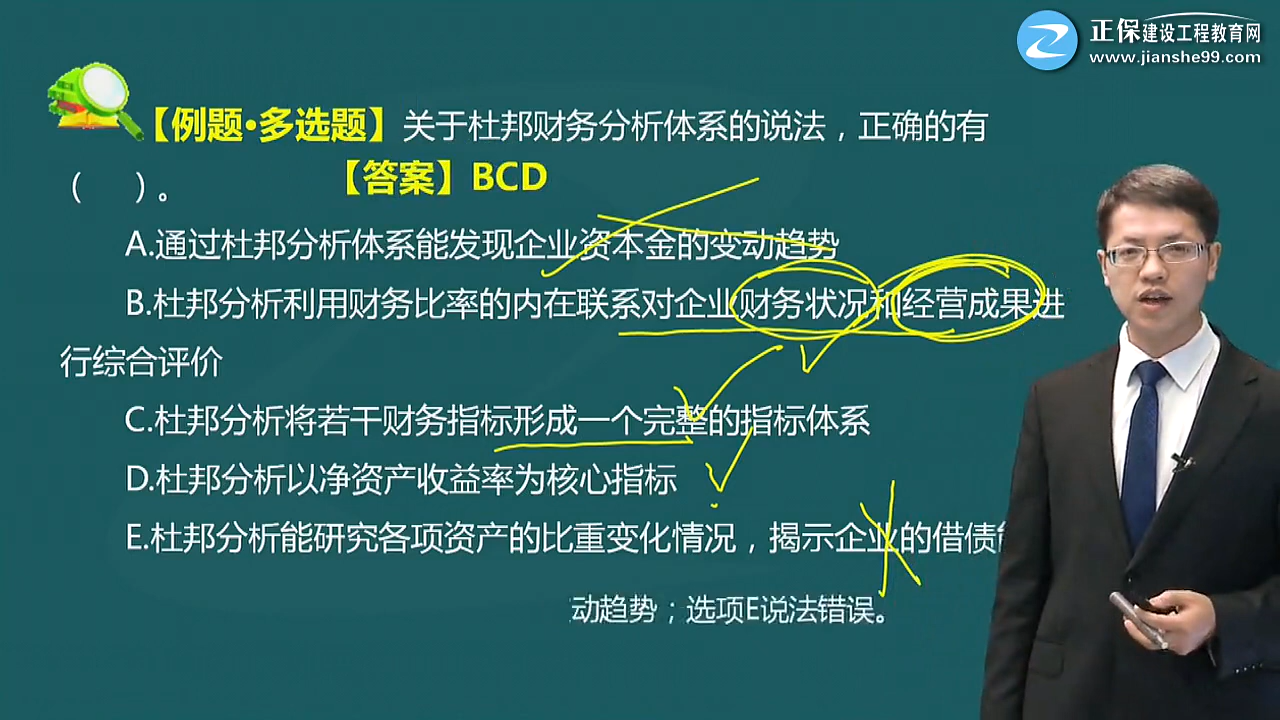 正保建设工程教育网
www.jianshe99.com
【例题·多选题】关于杜邦财务分析体系的说法，正确的有
（ ）。
【答案】BCD
A.通过杜邦分析体系能发现企业资本金的变动趋势
B.杜邦分析利用财务比率的内在联系对企业财务状况和经营成果进
行综合评价
C.杜邦分析将若干财务指标形成一个完整的指标体系
D.杜邦分析以净资产收益率为核心指标
E.杜邦分析能研究各项资产的比重变化情况，揭示企业的借债
动趋势；选项E说法错误。